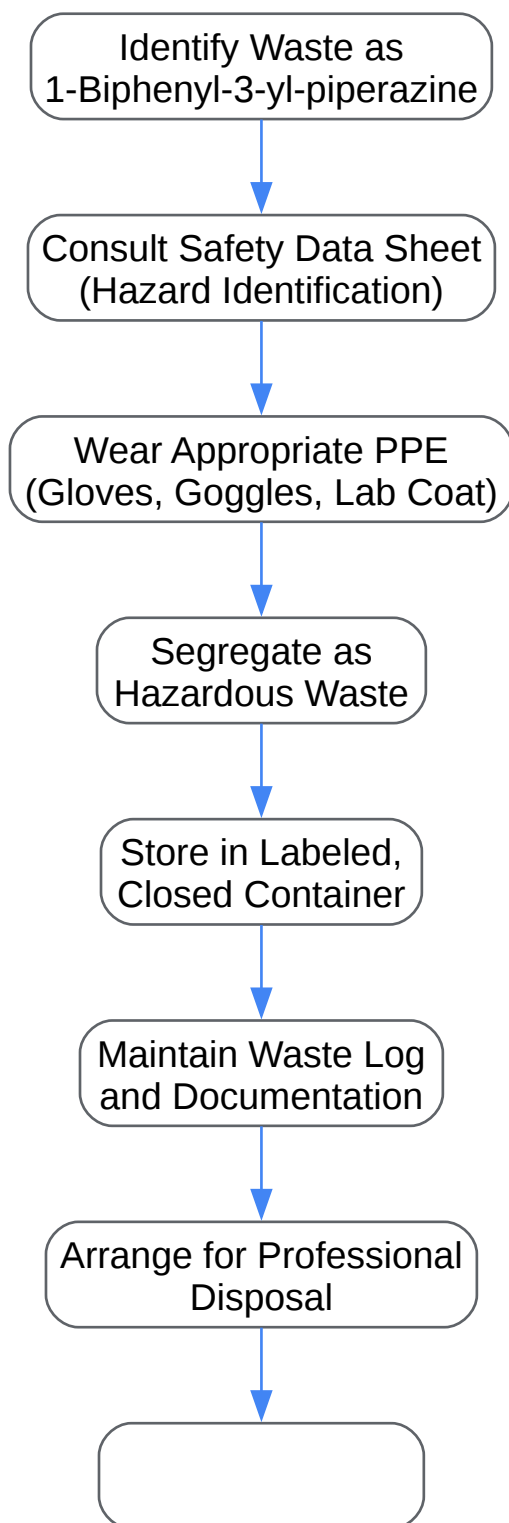 Identify Waste as
1-Biphenyl-3-yl-piperazine
Consult Safety Data Sheet
(Hazard Identification)
Wear Appropriate PPE
(Gloves, Goggles, Lab Coat)
Segregate as
Hazardous Waste
Store in Labeled,
Closed Container
Maintain Waste Log
and Documentation
Arrange for Professional
Disposal